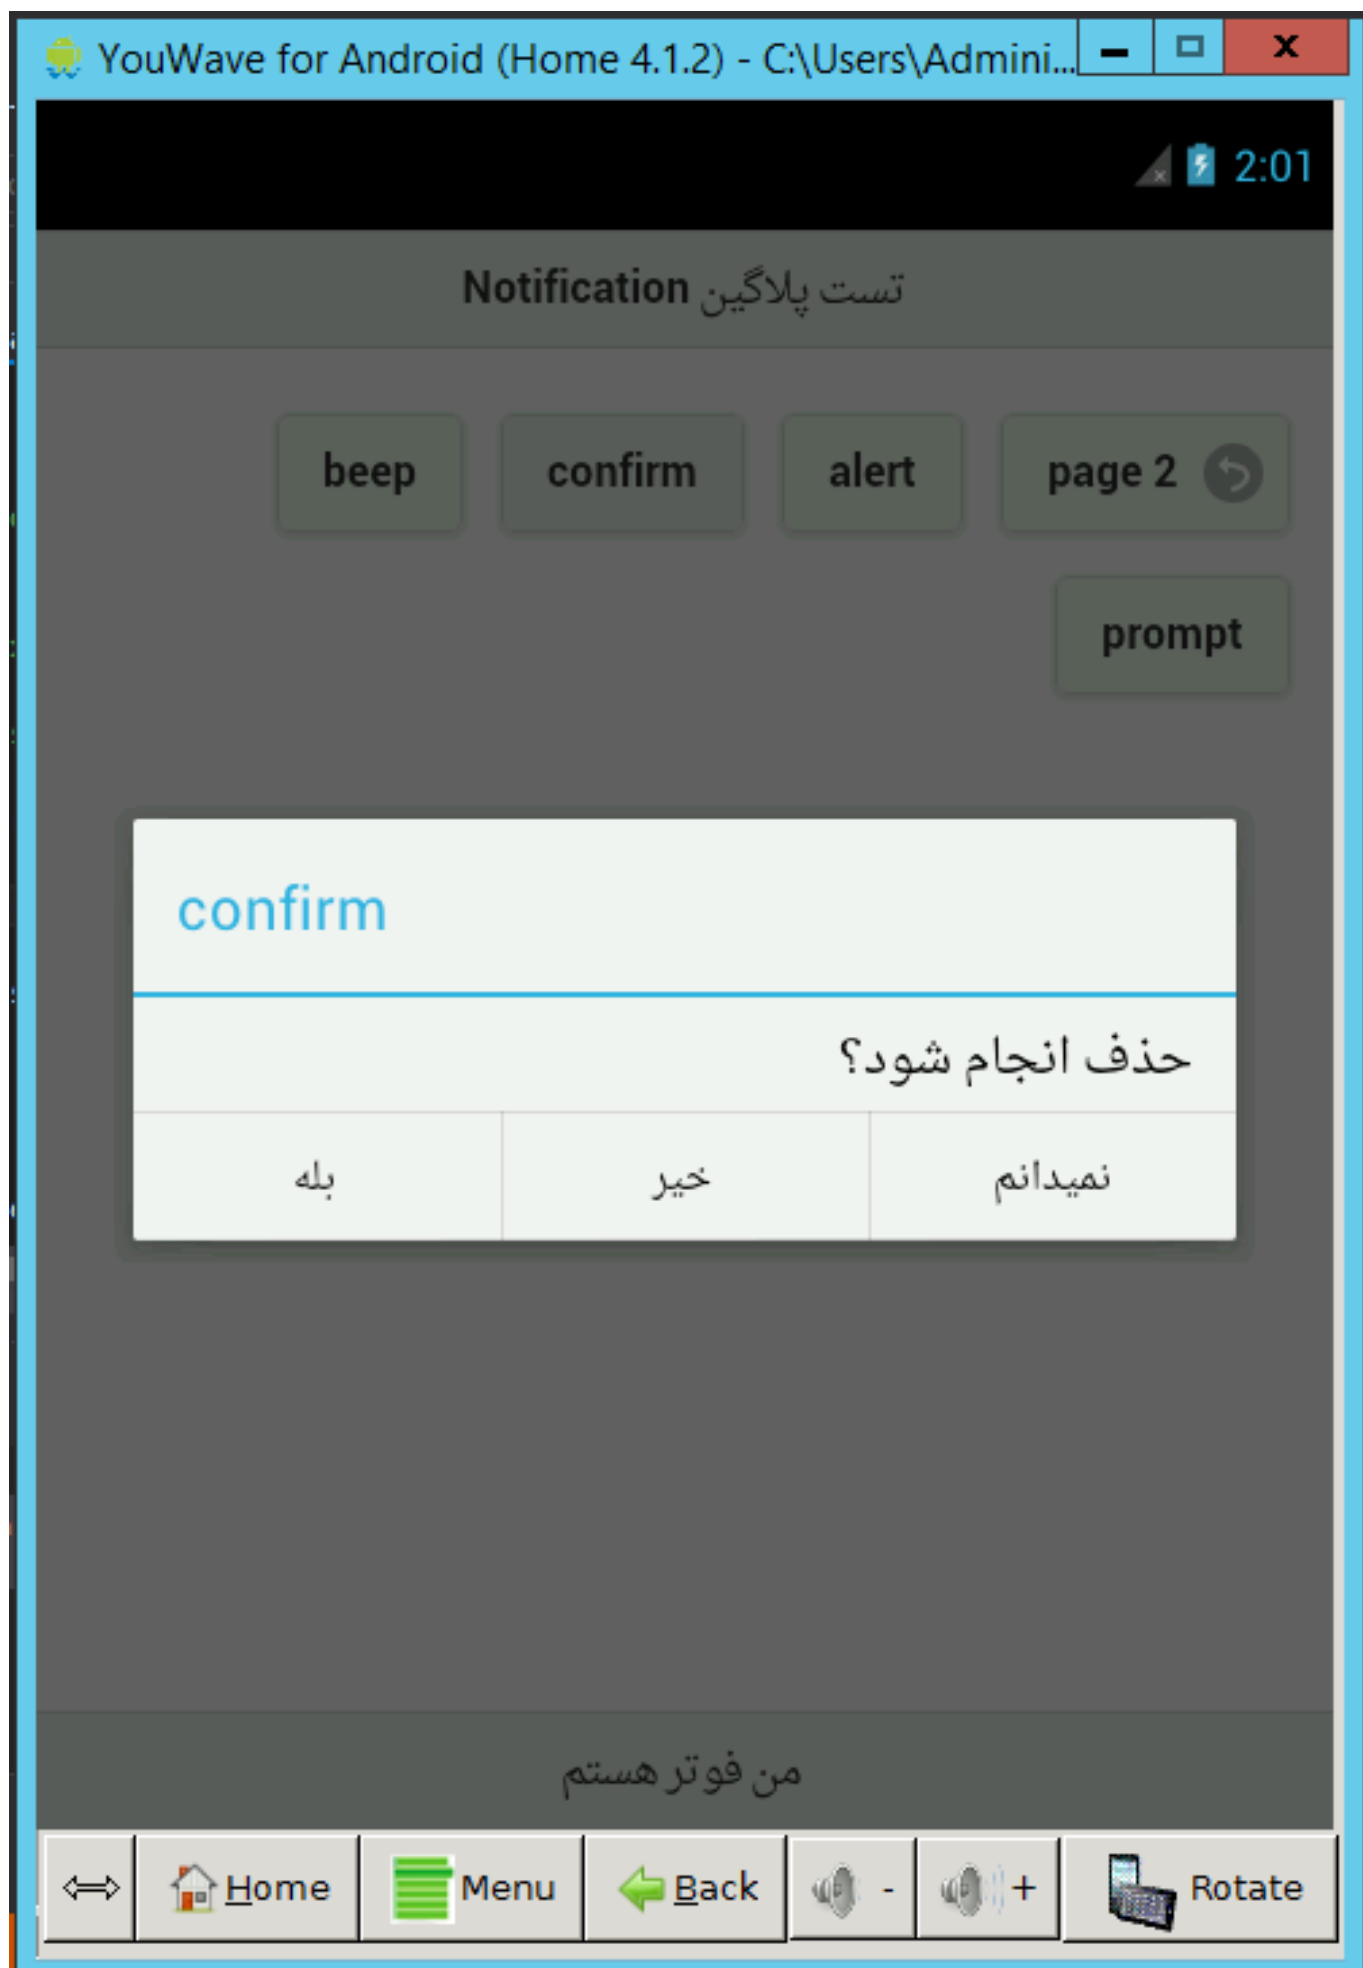 YouWave for Android (Home 4.1.2) - C:\Users\Admini...
2:01
تست پلاگین Notification
page 2 alert confirm beep
prompt
confirm
حذف انجام شود؟
نمیدانم خیر بله
من فوتر هستم
Home Menu Back - + Rotate